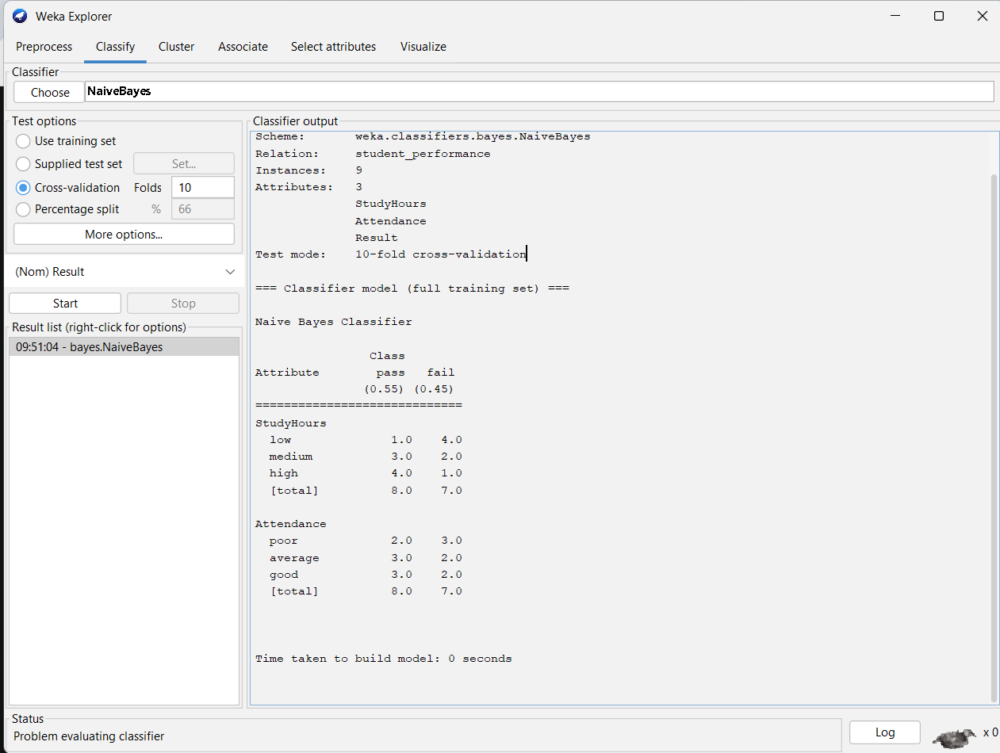 Weka Explorer
Preprocess Classify Cluster Associate Select attributes Visualize
Classifier
Choose NaiveBayes
Test options
Use training set
Supplied test set Set...
Cross-validation Folds 10
Percentage split % 66
More options...
(Nom) Result
Start Stop
Result list (right-click for options)
09:51:04 - bayes.NaiveBayes
Classifier output
Scheme: weka.classifiers.bayes.NaiveBayes
Relation: student_performance
Instances: 9
Attributes: 3
StudyHours
Attendance
Result
Test mode: 10-fold cross-validation
=== Classifier model (full training set) ===
Naive Bayes Classifier
Class
Attribute pass fail
(0.55) (0.45)
=============================
StudyHours
low 1.0 4.0
medium 3.0 2.0
high 4.0 1.0
[total] 8.0 7.0
Attendance
poor 2.0 3.0
average 3.0 2.0
good 3.0 2.0
[total] 8.0 7.0
Time taken to build model: 0 seconds
Status
Problem evaluating classifier
Log x 0